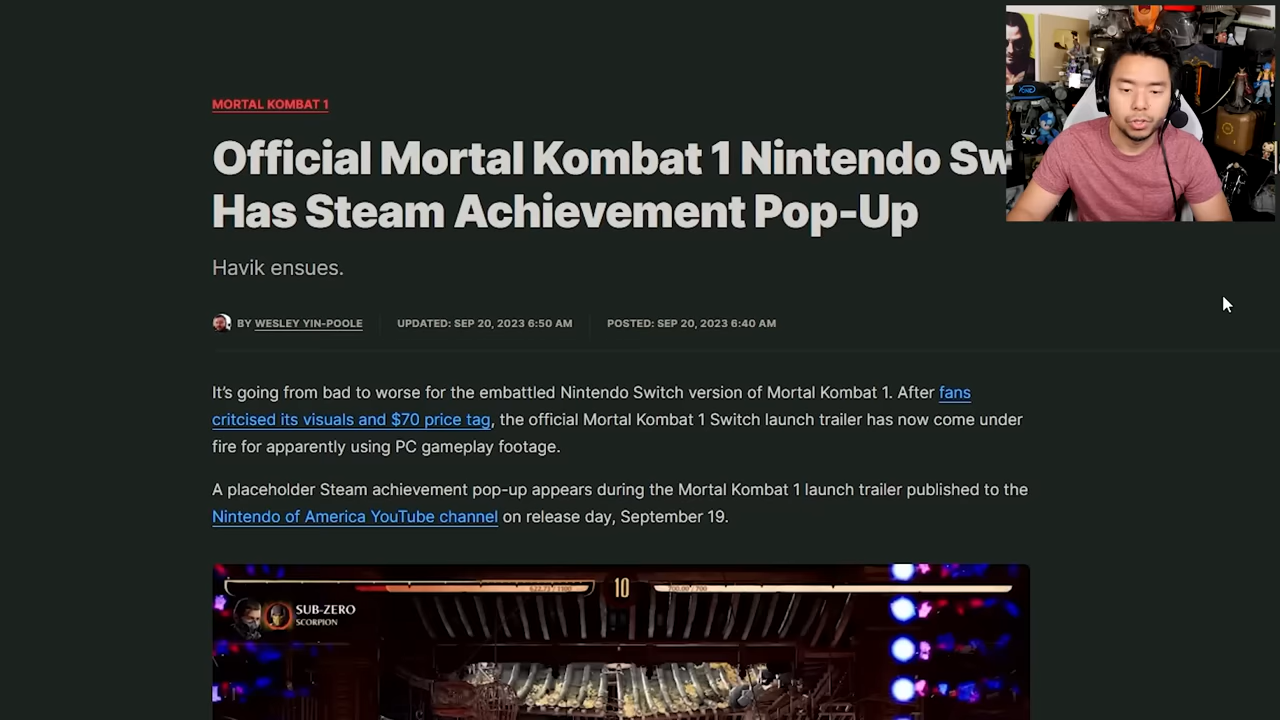 MORTAL KOMBAT 1
Official Mortal Kombat 1 Nintendo Sw
Has Steam Achievement Pop-Up
Havik ensues.
BY WESLEY YIN-POOLE UPDATED: SEP 20, 2023 6:50 AM POSTED: SEP 20, 2023 6:40 AM
It's going from bad to worse for the embattled Nintendo Switch version of Mortal Kombat 1. After fans
critcised its visuals and $70 price tag, the official Mortal Kombat 1 Switch launch trailer has now come under
fire for apparently using PC gameplay footage.
A placeholder Steam achievement pop-up appears during the Mortal Kombat 1 launch trailer published to the
Nintendo of America YouTube channel on release day, September 19.
10
SUB-ZERO
SCORPION